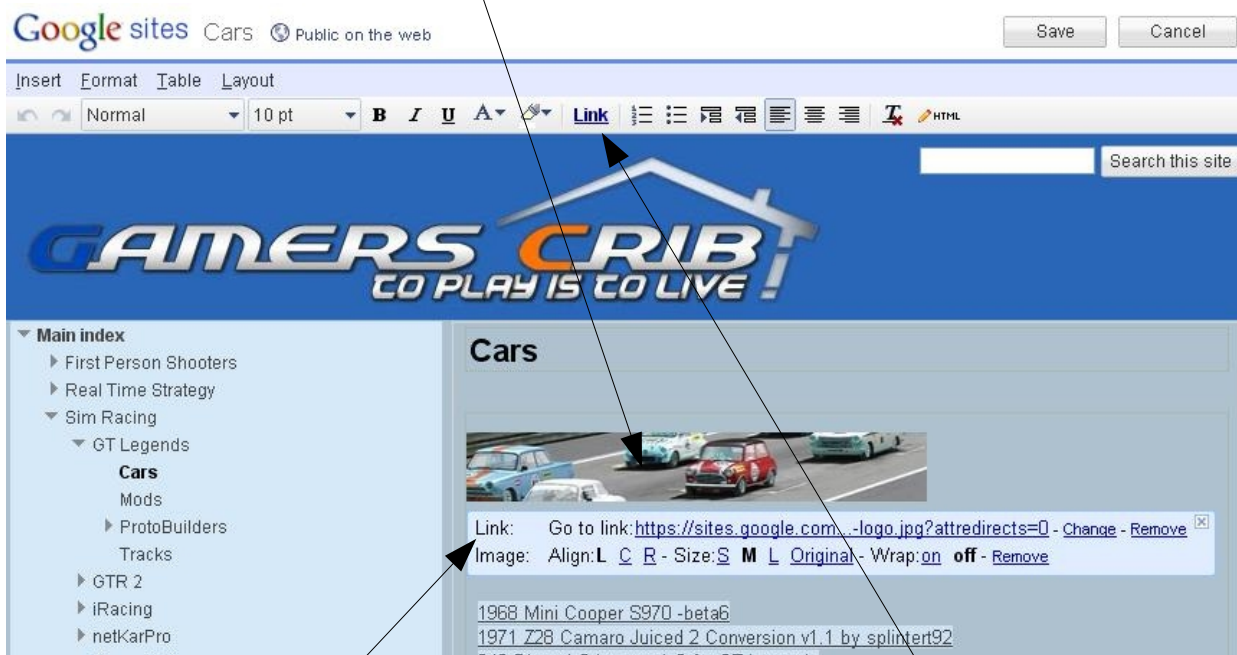 Google sites Cars Public on the web
Save Cancel
Insert Format Table Layout
Normal 10 pt B I U A Link HTML
Search this site
GAMERS CRIB
TO PLAY IS TO LIVE!
Main index
First Person Shooters
Real Time Strategy
Sim Racing
GT Legends
Cars
Mods
ProtoBuilders
Tracks
GTR 2
iRacing
netKarPro
Cars
Link: Go to link:https://sites.google.com...-logo.jpg?attredirects=0 - Change - Remove
Image: Align:L C R - Size:S M L Original - Wrap:on off - Remove
1968 Mini Cooper S970 -beta6
1971 Z28 Camaro Juiced 2 Conversion v1.1 by splintert92